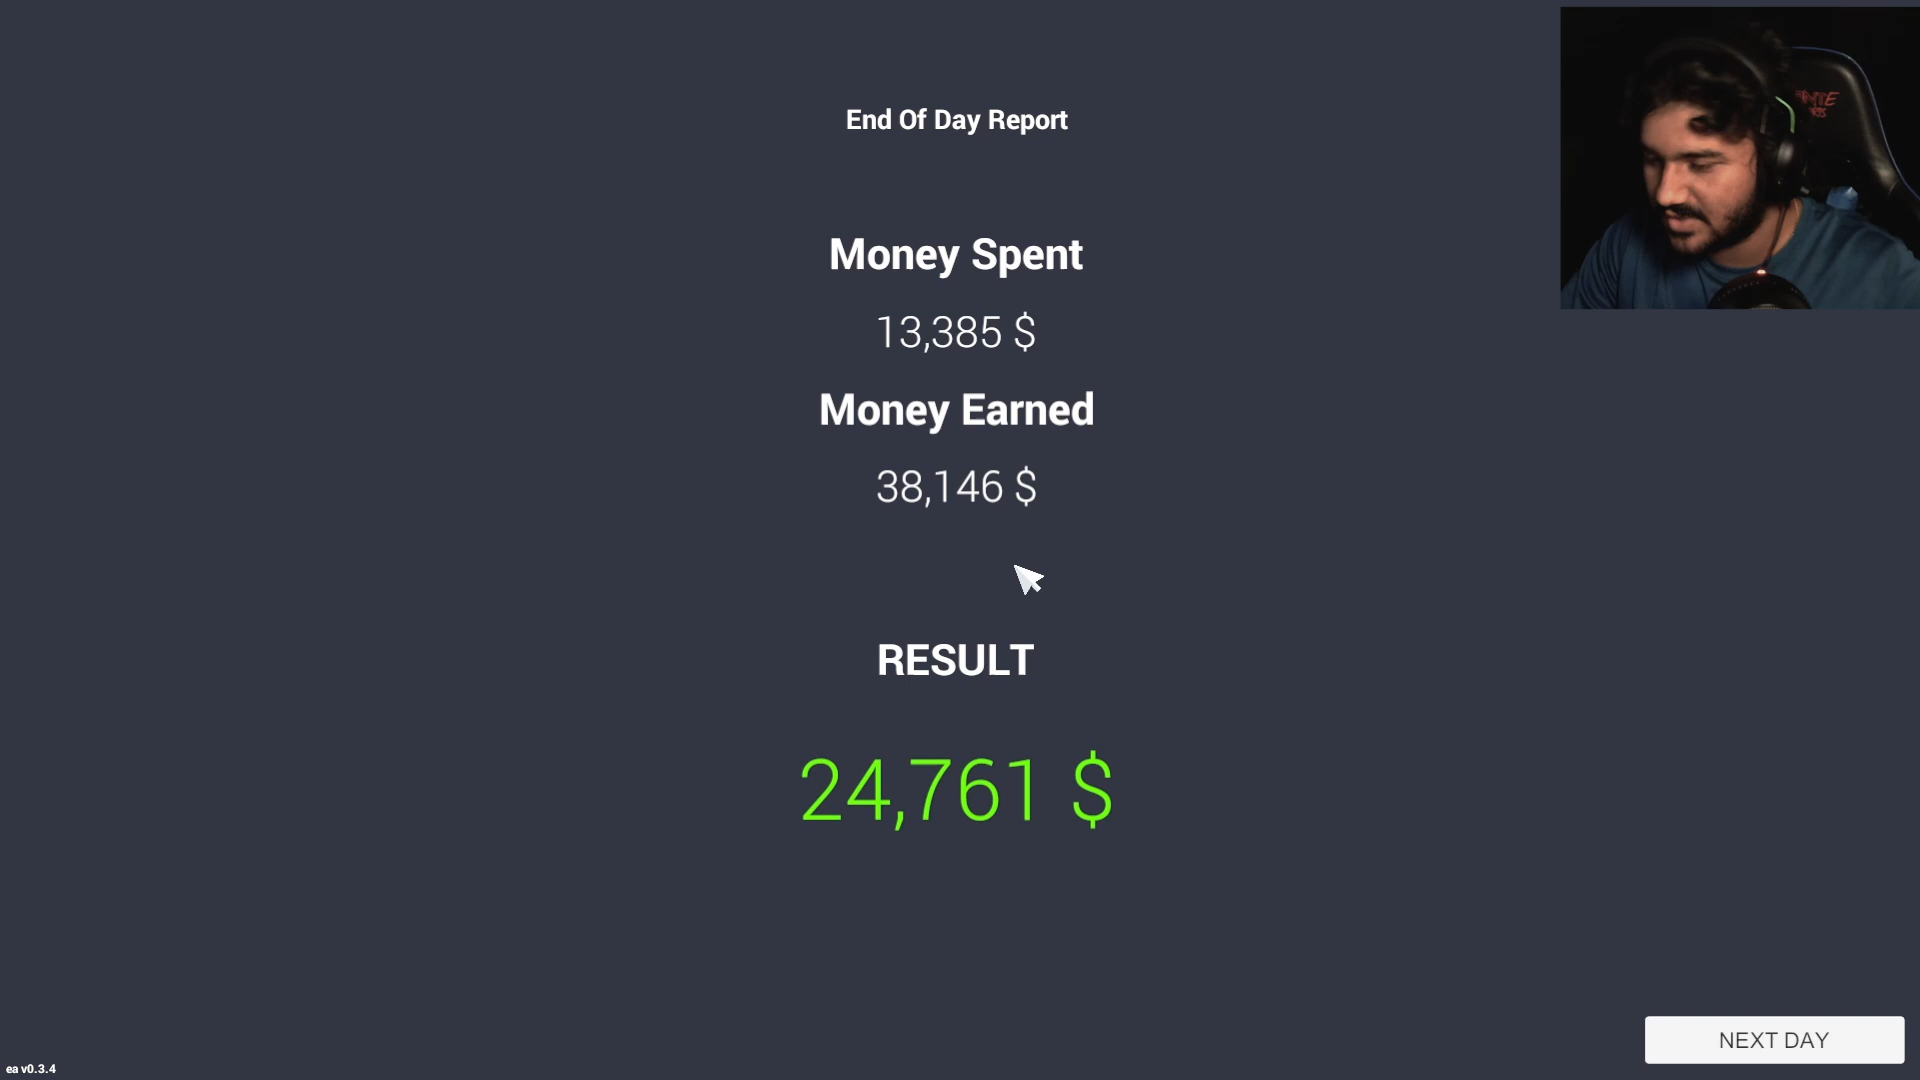 End Of Day Report
Money Spent
13,385 $
Money Earned
38,146 $
RESULT
24,761 $
NEXT DAY
ea v0.3.4